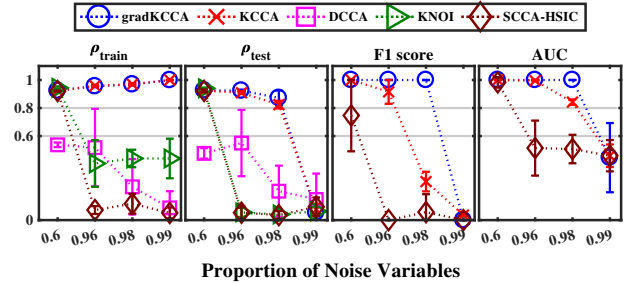 gradKCCA KCCA DCCA KNOI SCCA-HSIC
ρtrain ρtest F1 score AUC
1
0.8
0.6
0
0.6 0.96 0.98 0.99 0.6 0.96 0.98 0.99 0.6 0.96 0.98 0.99 0.6 0.96 0.98 0.99
Proportion of Noise Variables